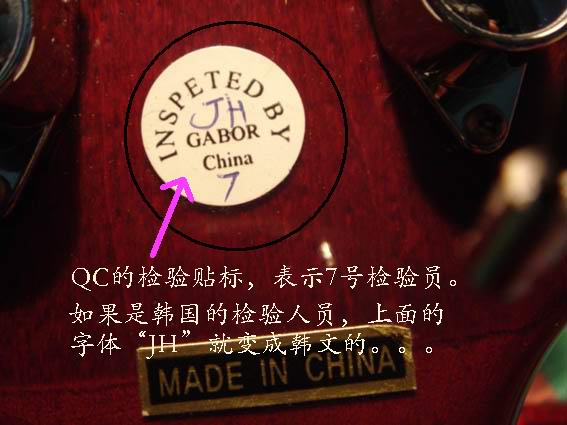 INSPETED BY
JH
GABOR
China
7
QC的检验贴标，表示7号检验员。
如果是韩国的检验人员，上面的
字体“JH”就变成韩文的。。。
MADE IN CHINA